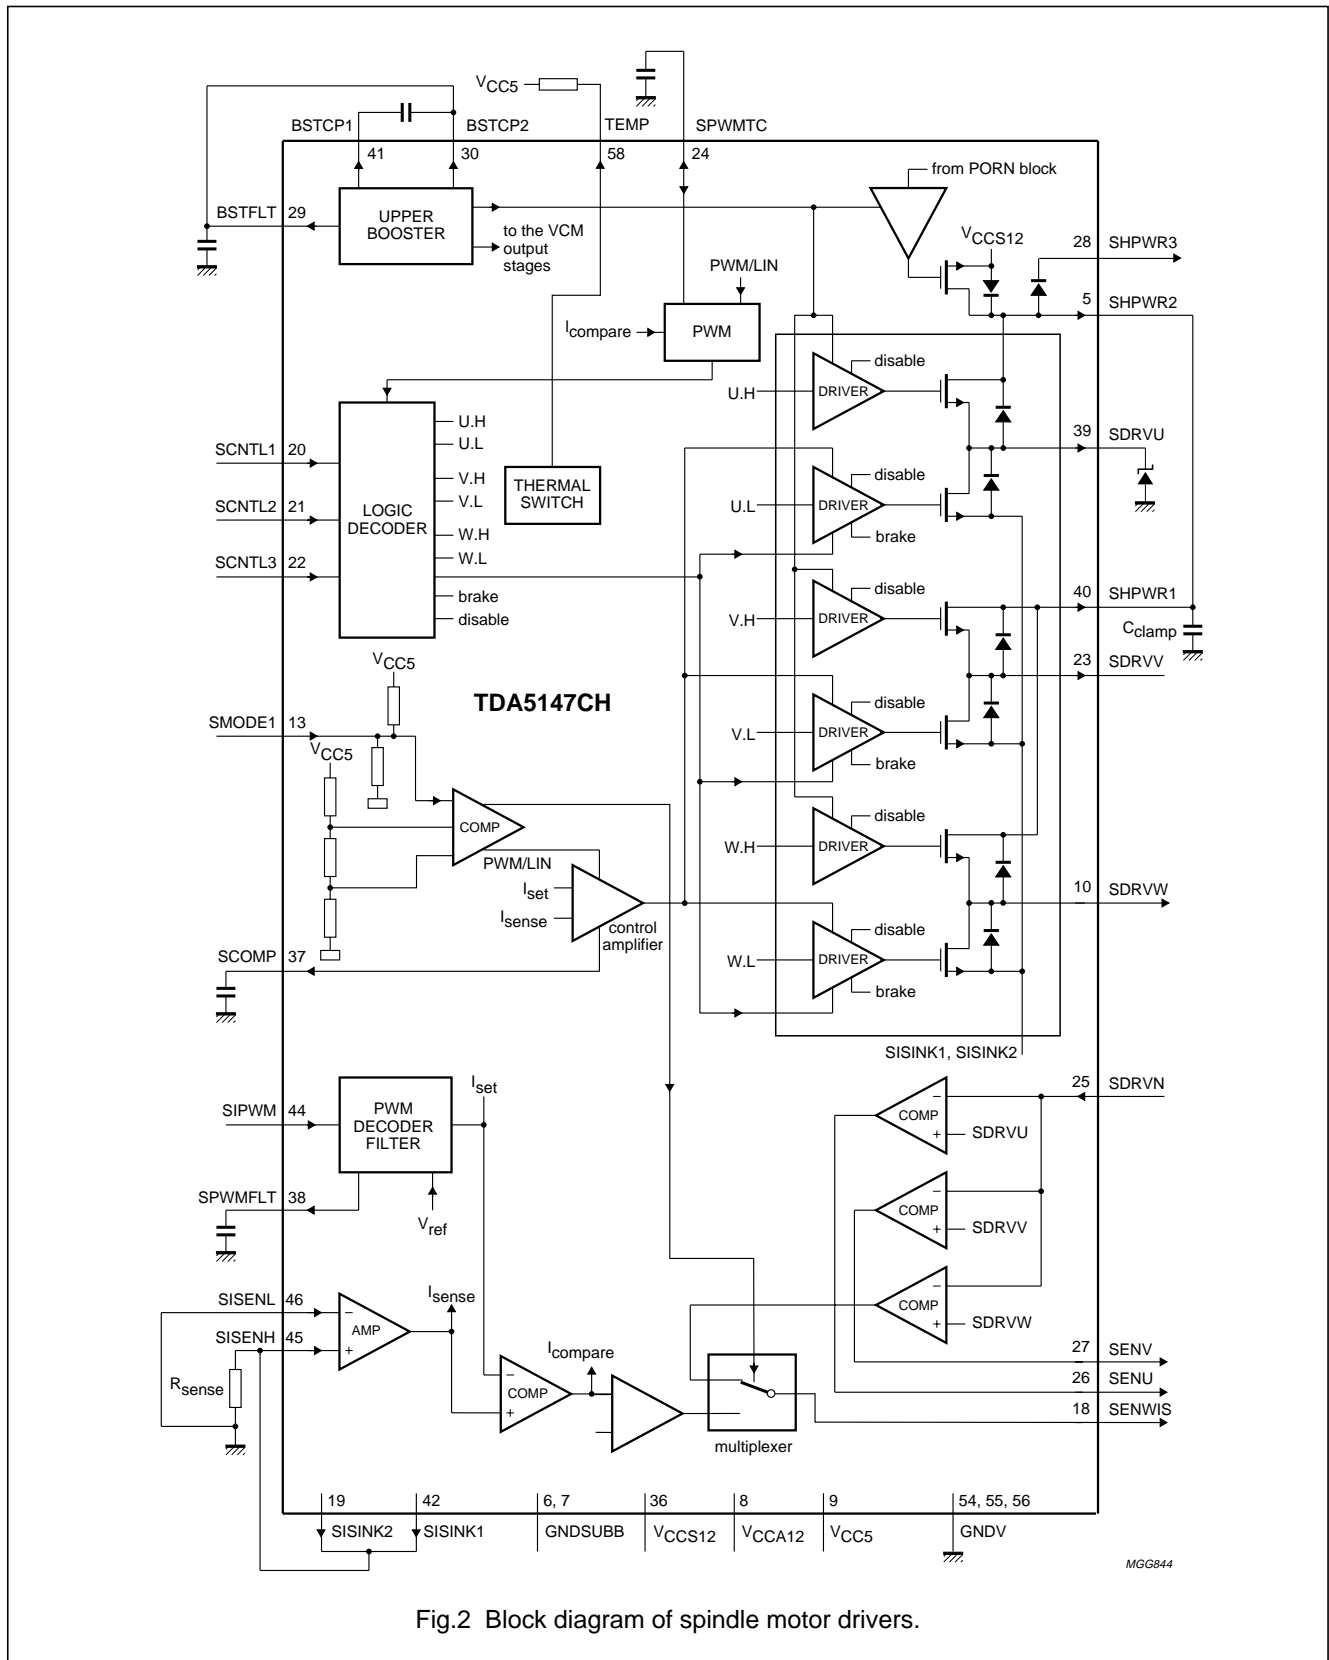 VCC5
BSTCP1
BSTCP2
TEMP
SPWMTC
41
30
58
24
from PORN block
BSTFLT
29
UPPER
BOOSTER
to the VCM
output
stages
VCCS12
28
SHPWR3
PWM/LIN
5
SHPWR2
Icompare
PWM
disable
U.H
DRIVER
U.H
U.L
39
SDRVU
SCNTL1
20
V.H
V.L
THERMAL
SWITCH
disable
U.L
DRIVER
brake
SCNTL2
21
LOGIC
DECODER
W.H
W.L
SCNTL3
22
brake
disable
disable
V.H
DRIVER
40
SHPWR1
Cclamp
23
SDRVV
VCC5
TDA5147CH
SMODE1
13
VCC5
disable
V.L
DRIVER
brake
COMP
PWM/LIN
disable
W.H
DRIVER
Iset
Isense
control
amplifier
10
SDRVW
SCOMP
37
disable
W.L
DRIVER
brake
SISINK1, SISINK2
SIPWM
44
PWM
DECODER
FILTER
Iset
25
SDRVN
−
COMP
+
SDRVU
SPWMFLT
38
Vref
−
COMP
+
SDRVV
SISENL
46
−
AMP
+
Isense
−
COMP
+
SDRVW
SISENH
45
Rsense
Icompare
−
COMP
+
multiplexer
27
SENV
26
SENU
18
SENWIS
19
42
6, 7
36
8
9
54, 55, 56
SISINK2
SISINK1
GNDSUBB
VCCS12
VCCA12
VCC5
GNDV
MGG844
Fig.2 Block diagram of spindle motor drivers.